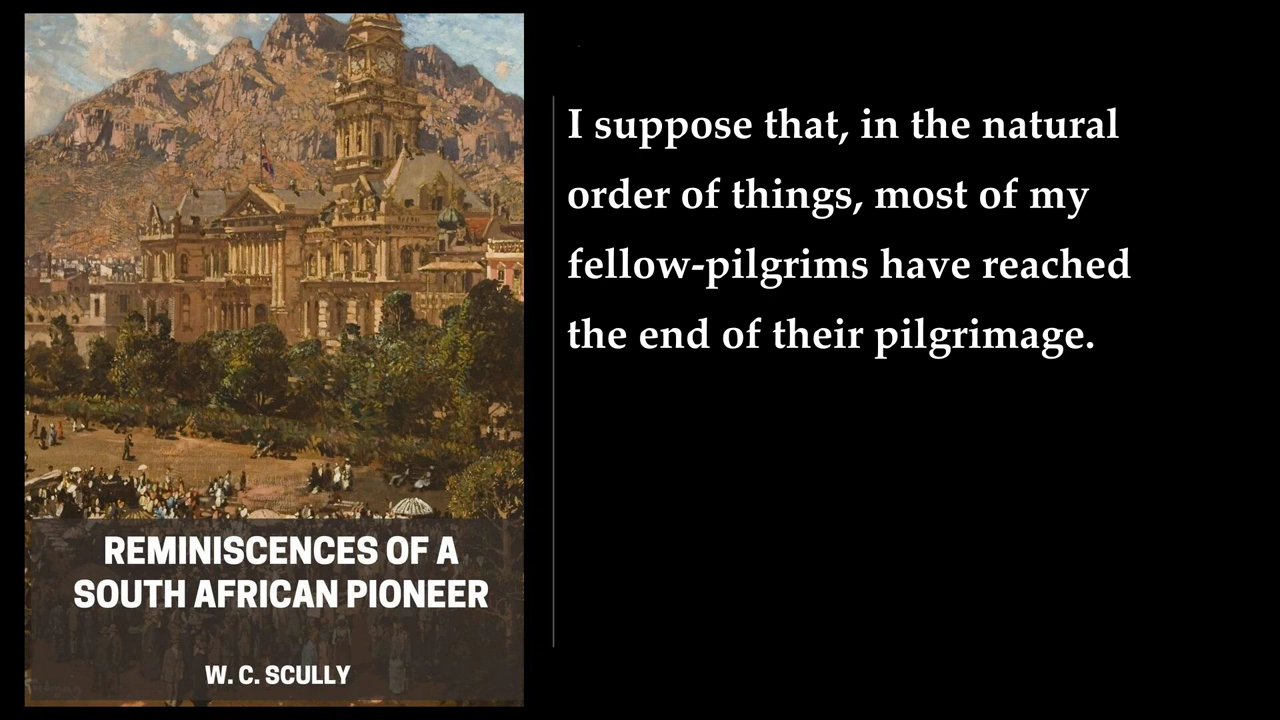 I suppose that, in the natural
order of things, most of my
fellow-pilgrims have reached
the end of their pilgrimage.
REMINISCENCES OF A
SOUTH AFRICAN PIONEER
W. C. SCULLY